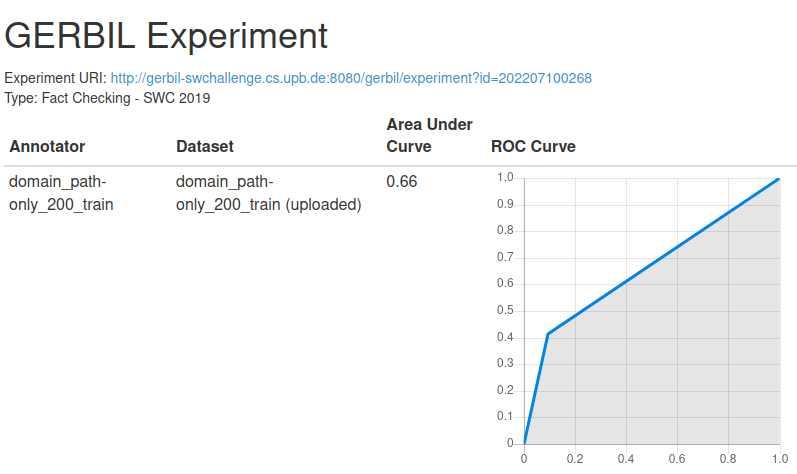 GERBIL Experiment
Experiment URI: http://gerbil-swchallenge.cs.upb.de:8080/gerbil/experiment?id=202207100268
Type: Fact Checking - SWC 2019
Annotator Dataset Area Under Curve ROC Curve
domain_path-only_200_train domain_path-only_200_train (uploaded) 0.66
1.0
0.9
0.8
0.7
0.6
0.5
0.4
0.3
0.2
0.1
0
0 0.2 0.4 0.6 0.8 1.0